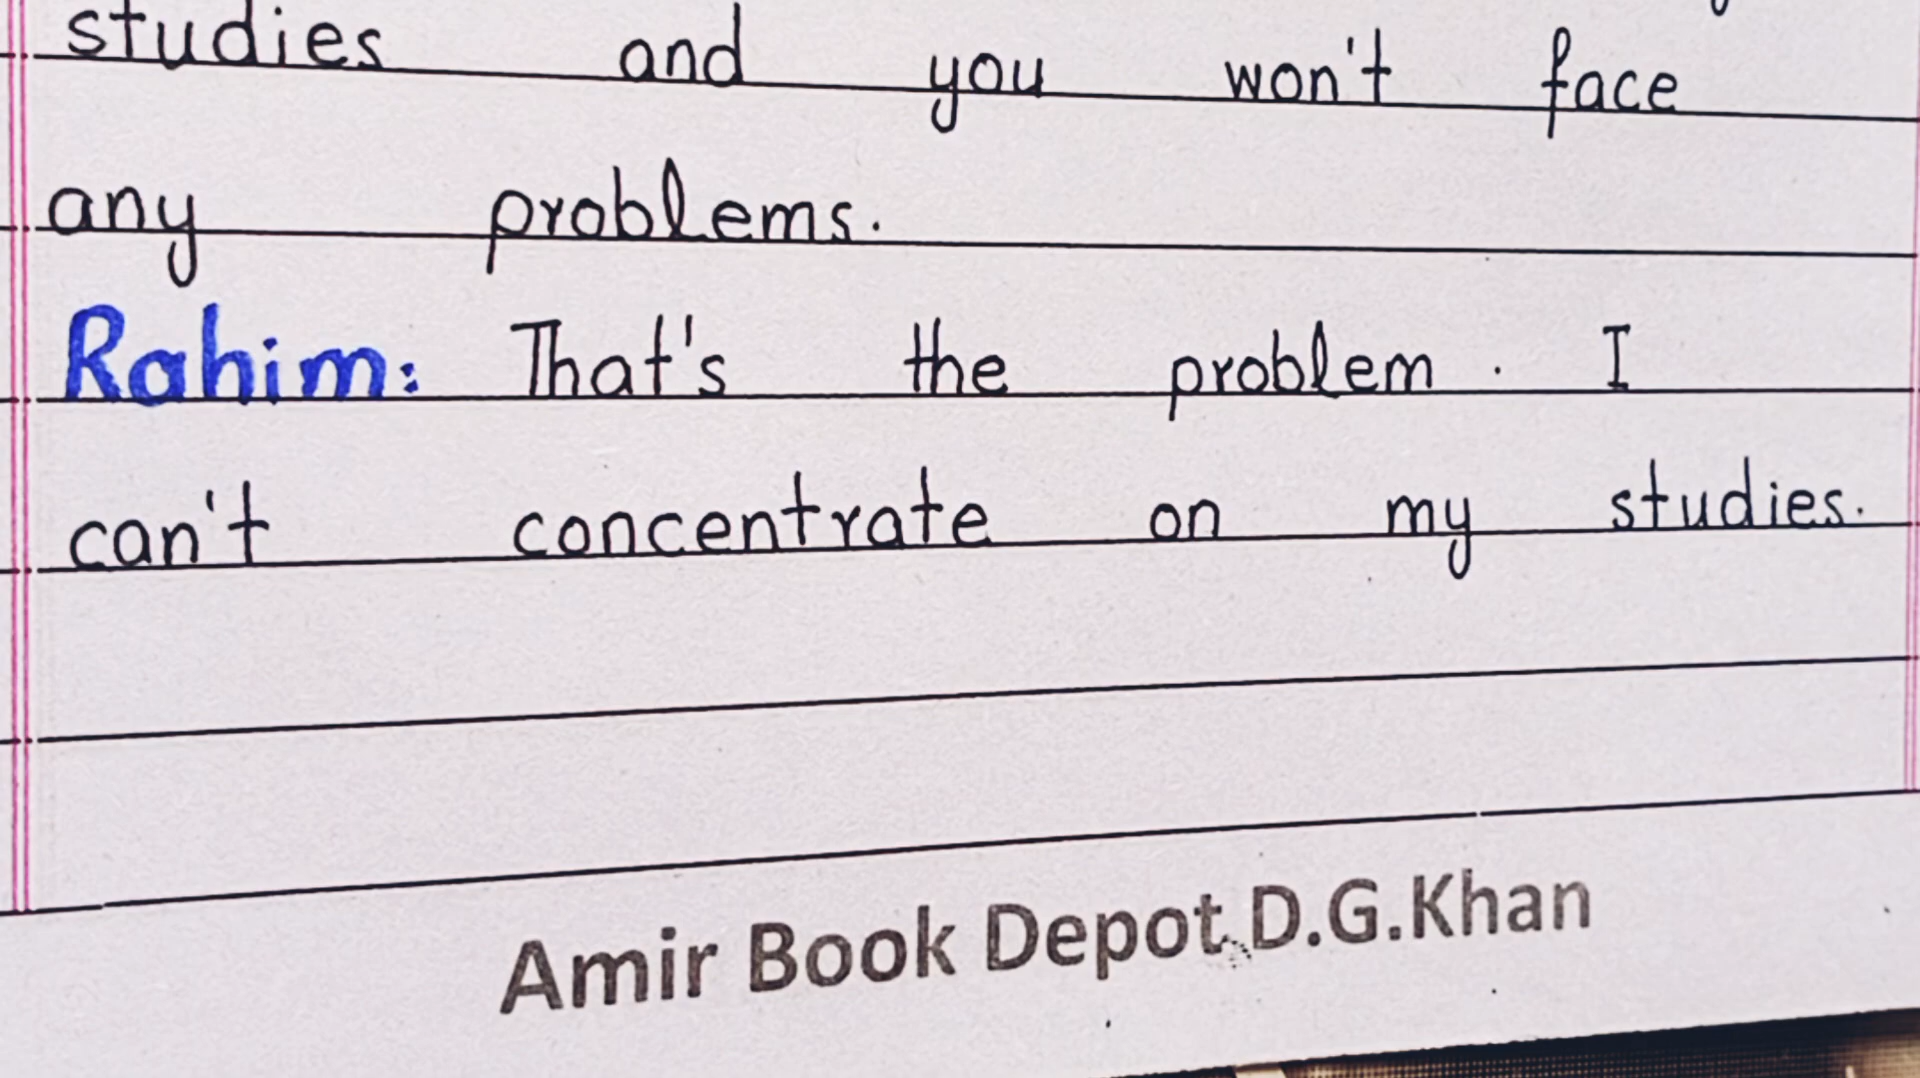 studies and you won't face
any problems.
Rahim: That's the problem. I
can't concentrate on my studies.
Amir Book Depot D.G.Khan